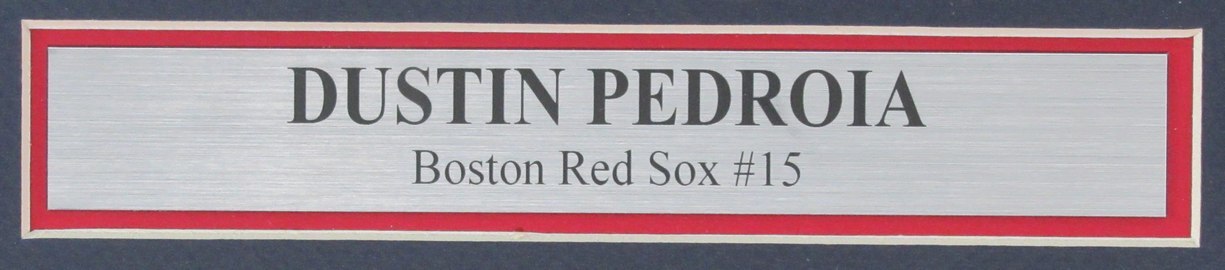 DUSTIN PEDROIA
Boston Red Sox #15